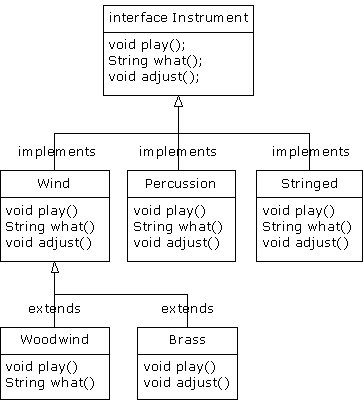 interface Instrument
void play();
String what();
void adjust();
implements
implements
implements
Wind
void play()
String what()
void adjust()
Percussion
void play()
String what()
void adjust()
Stringed
void play()
String what()
void adjust()
extends
extends
Woodwind
void play()
String what()
Brass
void play()
void adjust()